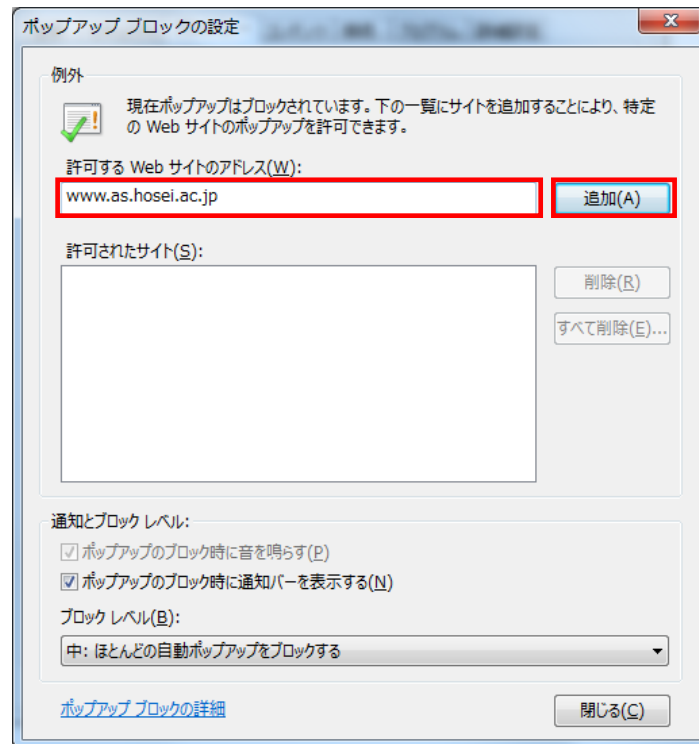 ポップアップ ブロックの設定
例外
現在ポップアップはブロックされています。下の一覧にサイトを追加することにより、特定
の Web サイトのポップアップを許可できます。
許可する Web サイトのアドレス(W):
www.as.hosei.ac.jp
追加(A)
許可されたサイト(S):
削除(R)
すべて削除(E)...
通知とブロック レベル:
ポップアップのブロック時に音を鳴らす(P)
ポップアップのブロック時に通知バーを表示する(N)
ブロック レベル(B):
中: ほとんどの自動ポップアップをブロックする
ポップアップ ブロックの詳細
閉じる(C)